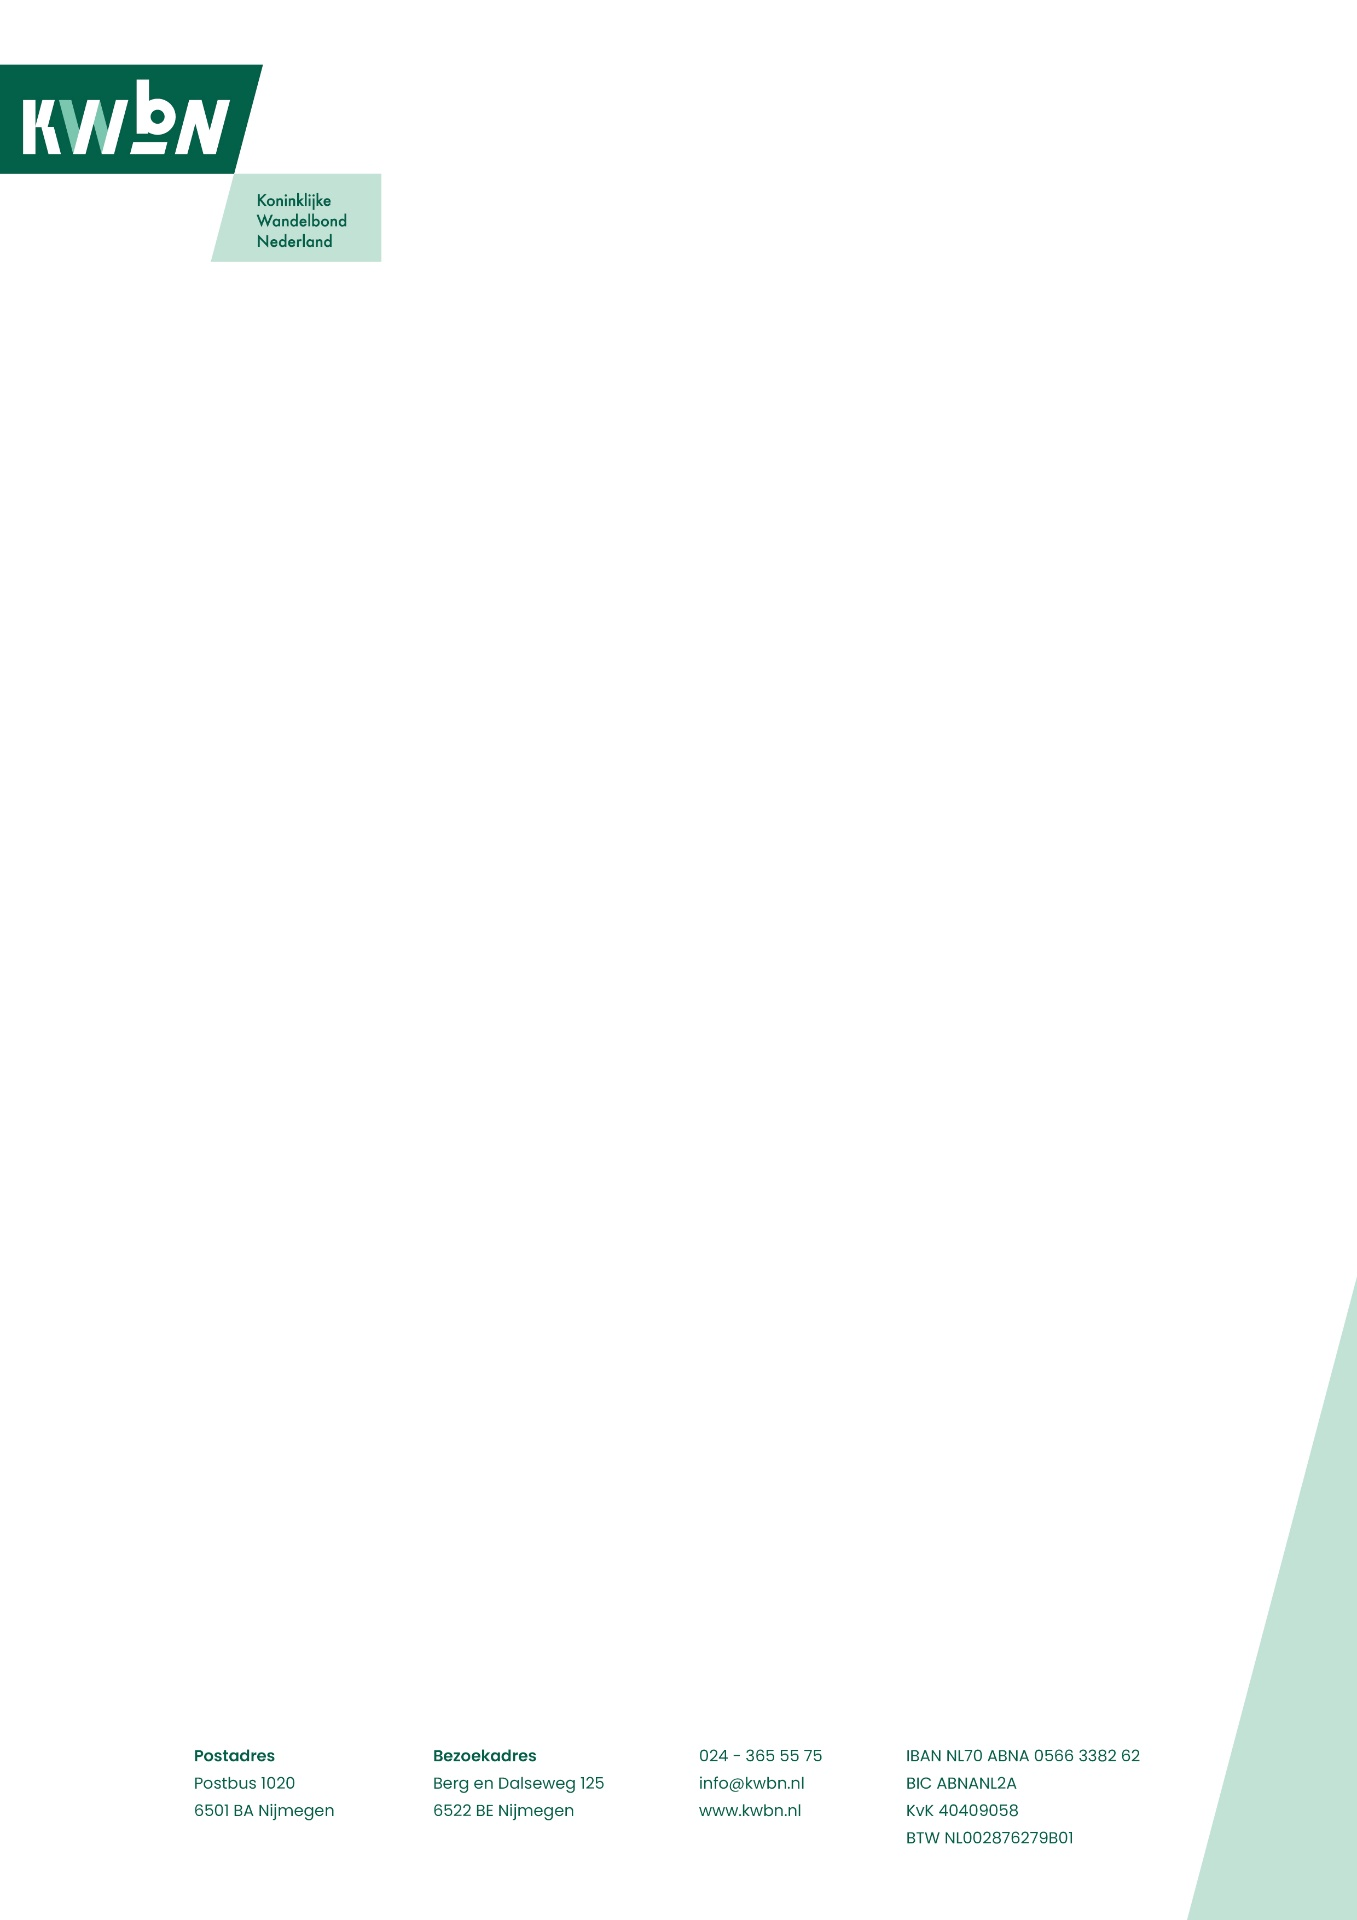 KWbN
Koninklijke
Wandelbond
Nederland
Postadres
Postbus 1020
6501 BA Nijmegen
Bezoekadres
Berg en Dalseweg 125
6522 BE Nijmegen
024 - 365 55 75
info@kwbn.nl
www.kwbn.nl
IBAN NL70 ABNA 0566 3382 62
BIC ABNANL2A
KvK 40409058
BTW NL002876279B01